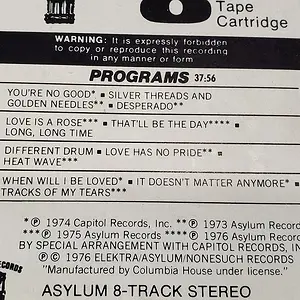 8
Tape
Cartridge
WARNING: It is expressly forbidden
to copy or reproduce this recording
in any manner or form
PROGRAMS 37:56
YOU'RE NO GOOD* ■ SILVER THREADS AND
GOLDEN NEEDLES** ■ DESPERADO**
LOVE IS A ROSE*** ■ THAT'LL BE THE DAY**** ■
LONG, LONG TIME
DIFFERENT DRUM ■ LOVE HAS NO PRIDE** ■
HEAT WAVE***
WHEN WILL I BE LOVED* ■ IT DOESN'T MATTER ANYMORE* ■
TRACKS OF MY TEARS***
*Ⓟ 1974 Capitol Records, Inc. **Ⓟ 1973 Asylum Records
***Ⓟ 1975 Asylum Records ****Ⓟ 1976 Asylum Records
BY SPECIAL ARRANGEMENT WITH CAPITOL RECORDS, IN
Ⓟ © 1976 ELEKTRA/ASYLUM/NONESUCH RECORDS
"Manufactured by Columbia House under license."
RECORDS
ASYLUM 8-TRACK STEREO